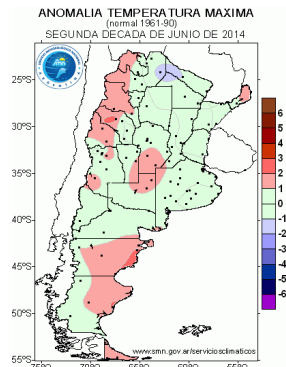 ANOMALIA TEMPERATURA MAXIMA
(normal 1961-90)
SEGUNDA DECADA DE JUNIO DE 2014
25°S
30°S
35°S
40°S
45°S
50°S
55°S
6
5
4
3
2
1
0
-1
-2
-3
-4
-5
-6
www.smn.gov.ar/serviciosclimaticos